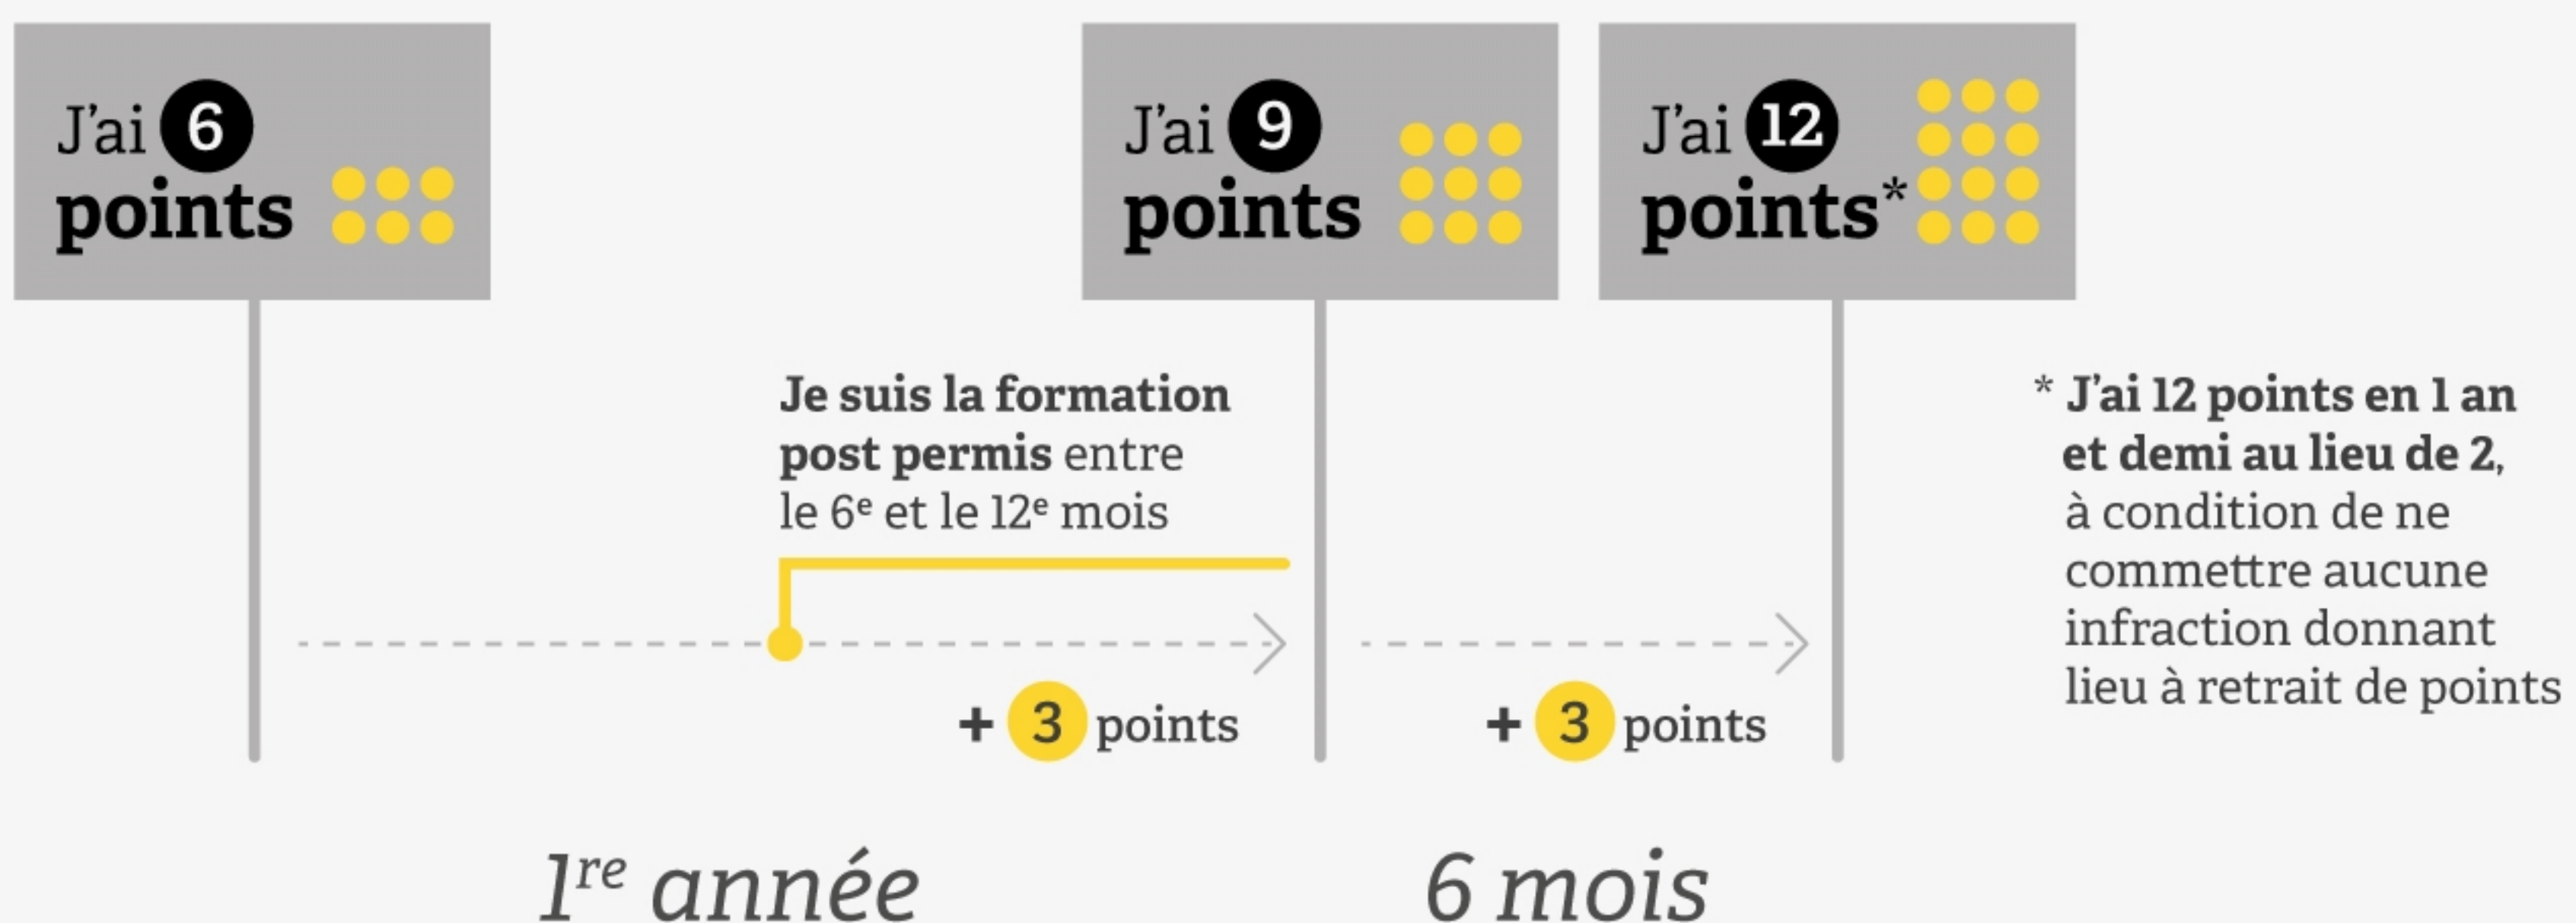 J'ai 6
points
J'ai 9
points
J'ai 12
points*
Je suis la formation
post permis entre
le 6e et le 12e mois
* J'ai 12 points en 1 an
et demi au lieu de 2,
à condition de ne
commettre aucune
infraction donnant
lieu à retrait de points
+ 3 points
+ 3 points
1re année
6 mois